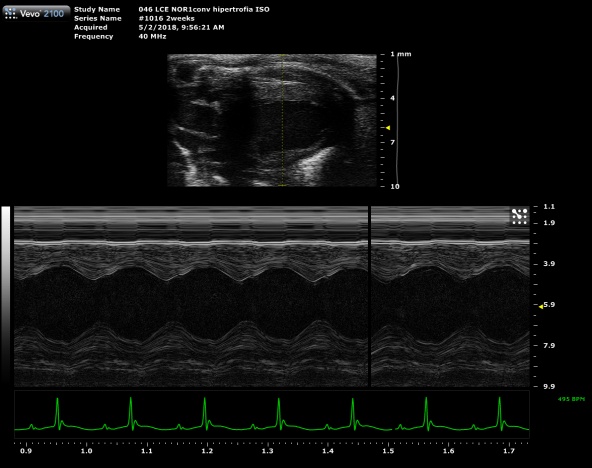 Vevo 2100
Study Name 046 LCE NOR1conv hipertrofia ISO
Series Name #1016 2weeks
Acquired 5/2/2018, 9:56:21 AM
Frequency 40 MHz
1 mm
4
7
10
1.1
1.9
3.9
5.9
7.9
9.9
495 BPM
0.9 1.0 1.1 1.2 1.3 1.4 1.5 1.6 1.7